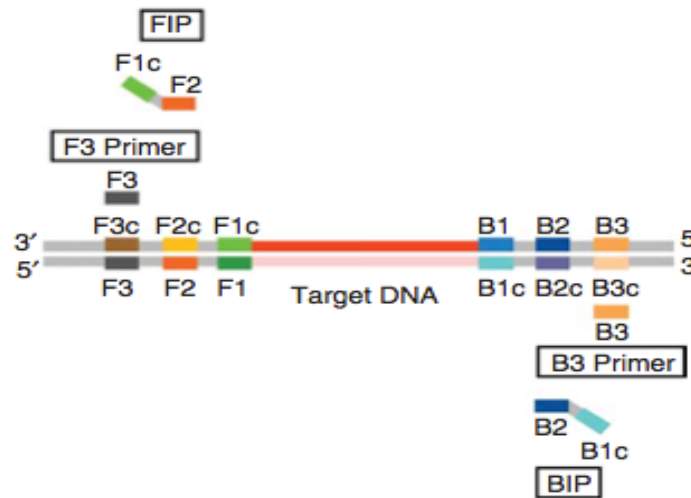 FIP
F1c
F2
F3 Primer
F3
F3c F2c F1c B1 B2 B3
3′ 5
5′ 3
F3 F2 F1 Target DNA B1c B2c B3c
B3
B3 Primer
B2
B1c
BIP